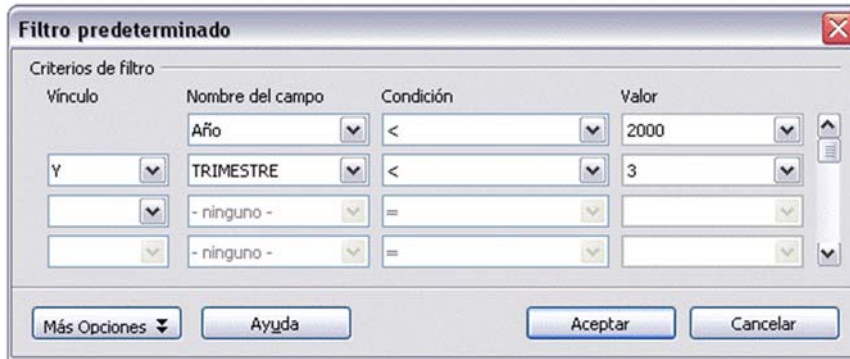 Filtro predeterminado
Criterios de filtro
Vínculo Nombre del campo Condición Valor
Año < 2000
Y TRIMESTRE < 3
- ninguno - =
- ninguno - =
Más Opciones Ayuda Aceptar Cancelar